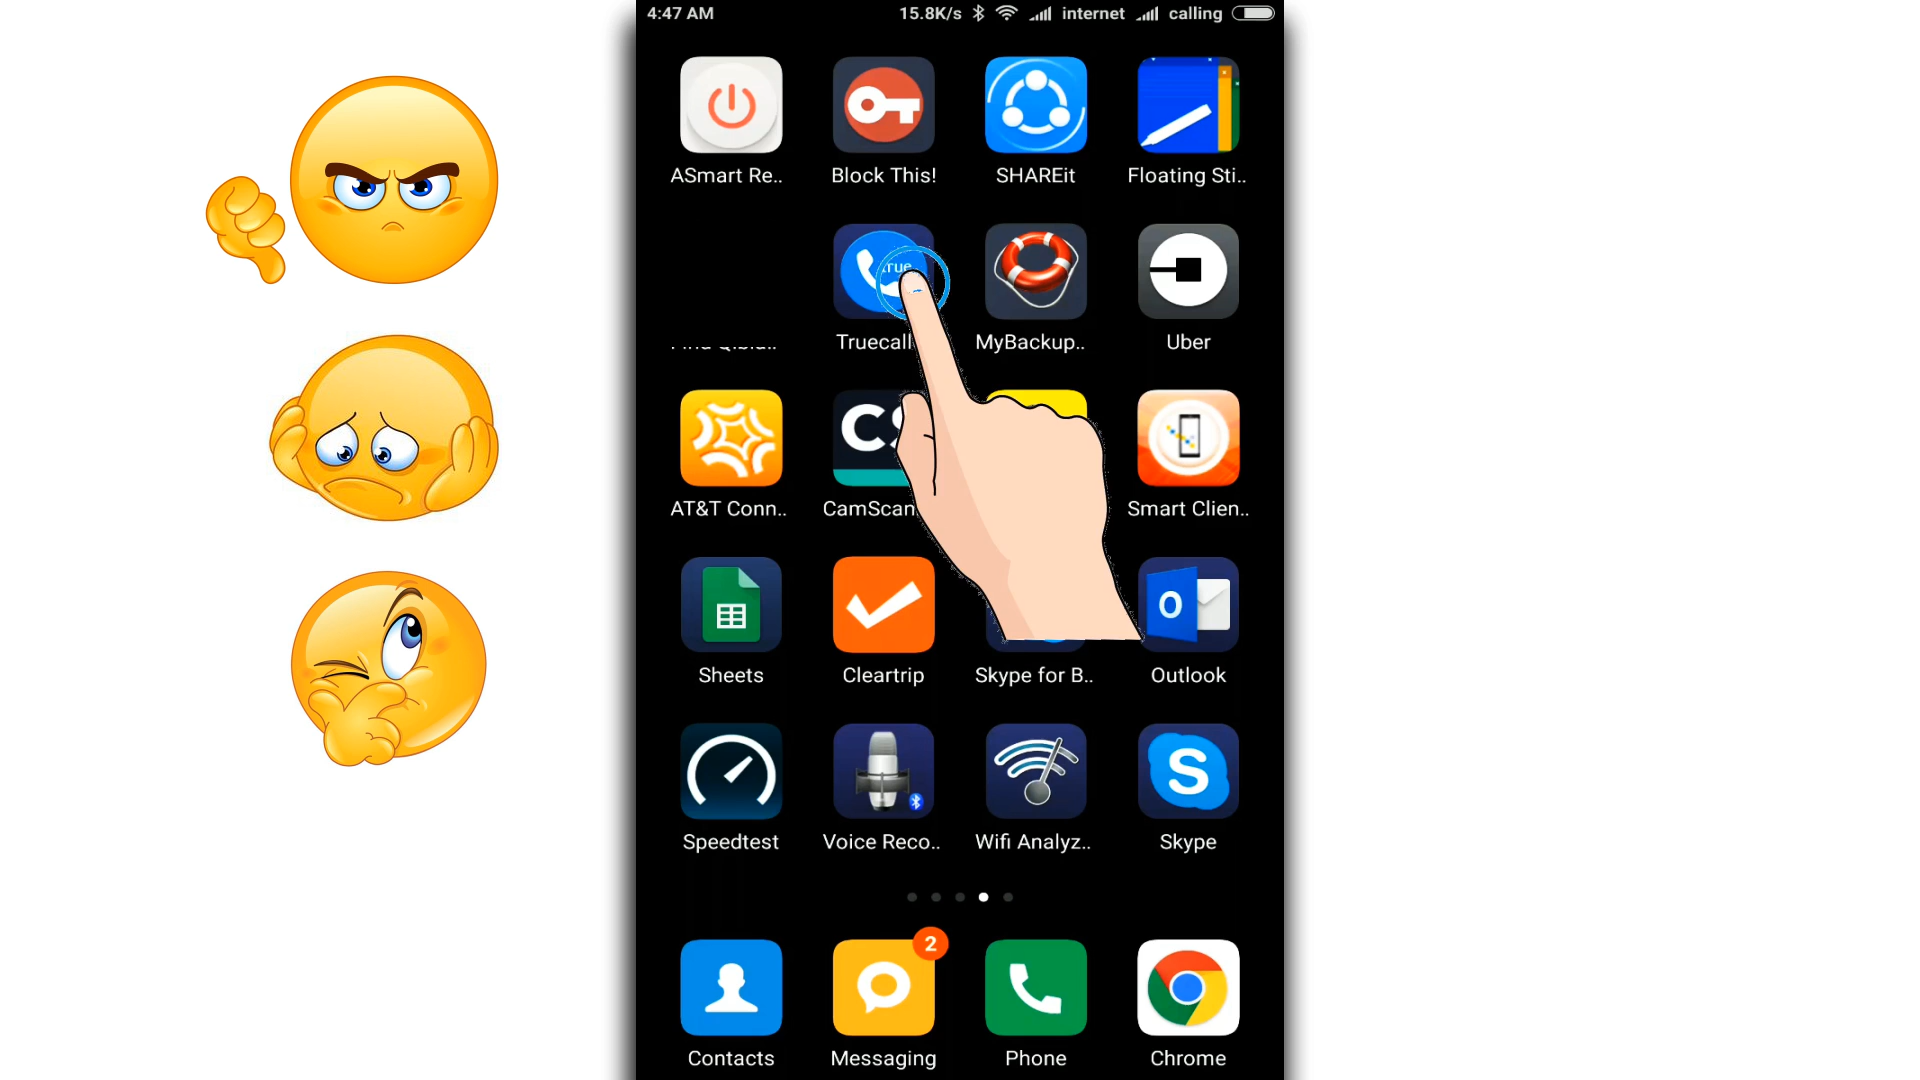 4:47 AM 15.8K/s internet calling
ASmart Re.. Block This! SHAREit Floating Sti..
true
Truecall MyBackup.. Uber
CS
AT&T Conn.. CamScan Smart Clien..
O
Sheets Cleartrip Skype for B.. Outlook
S
Speedtest Voice Reco.. Wifi Analyz.. Skype
2
Contacts Messaging Phone Chrome